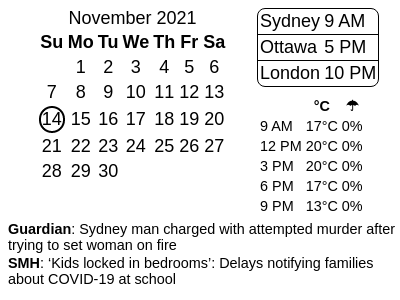 November 2021
Su Mo Tu We Th Fr Sa
1 2 3 4 5 6
7 8 9 10 11 12 13
14 15 16 17 18 19 20
21 22 23 24 25 26 27
28 29 30
Sydney 9 AM
Ottawa 5 PM
London 10 PM
°C ☂
9 AM 17°C 0%
12 PM 20°C 0%
3 PM 20°C 0%
6 PM 17°C 0%
9 PM 13°C 0%
Guardian: Sydney man charged with attempted murder after
trying to set woman on fire
SMH: ‘Kids locked in bedrooms’: Delays notifying families
about COVID-19 at school